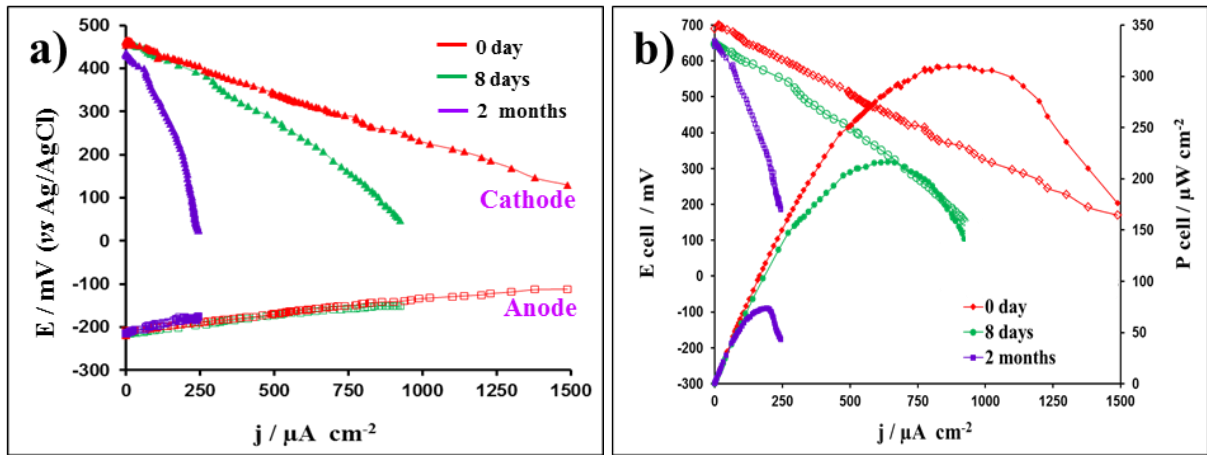 a)
500
400
300
200
100
0
-100
-200
-300
E / mV (vs Ag/AgCl)
0 day
8 days
2 months
Cathode
Anode
0 250 500 750 1000 1250 1500
j / µA cm-2
b)
700
600
500
400
300
200
100
0
-100
-200
-300
E cell / mV
350
300
250
200
150
100
50
0
P cell / µW cm-2
0 day
8 days
2 months
0 250 500 750 1000 1250 1500
j / µA cm-2